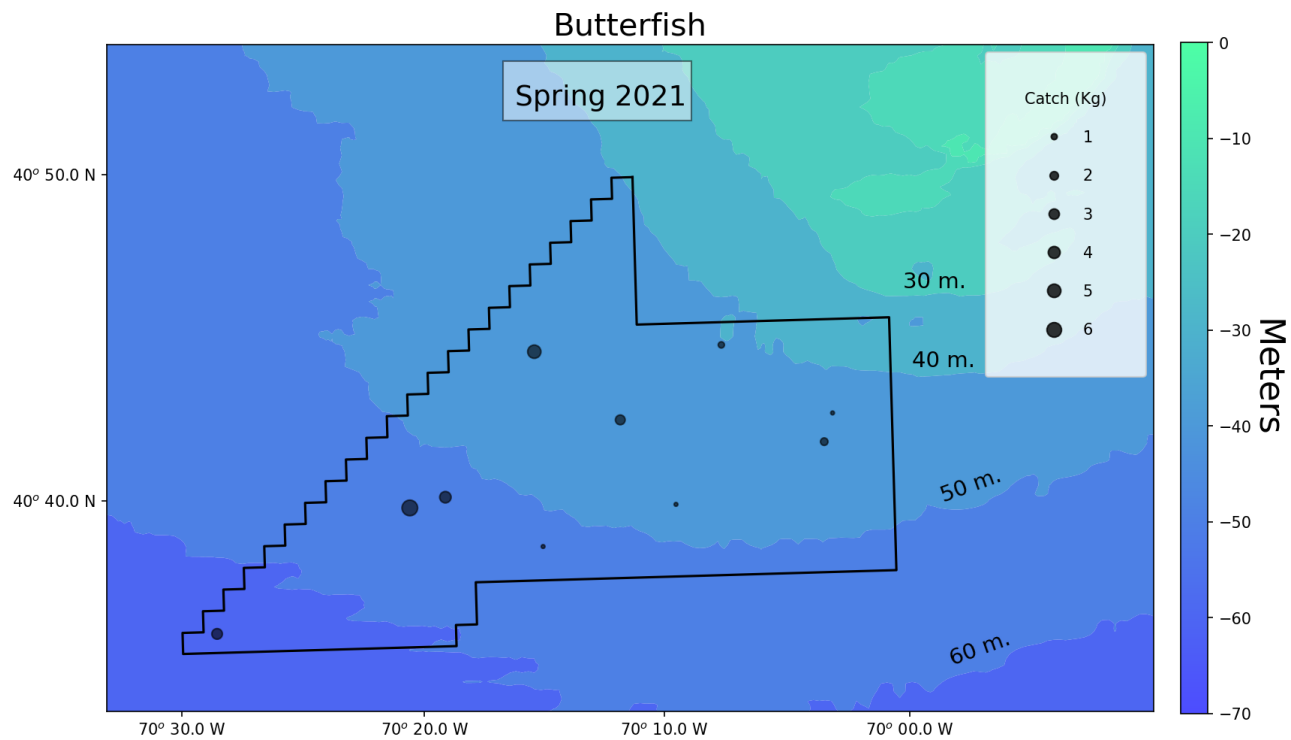 Butterfish
Spring 2021
Catch (Kg)
1
2
3
4
5
6
30 m.
40 m.
50 m.
60 m.
40° 50.0 N
40° 40.0 N
70° 30.0 W
70° 20.0 W
70° 10.0 W
70° 00.0 W
0
−10
−20
−30
−40
−50
−60
−70
Meters